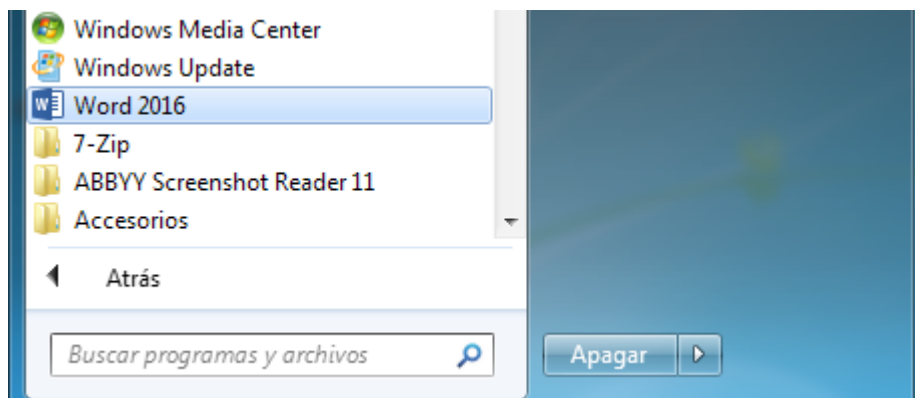 Windows Media Center
Windows Update
Word 2016
7-Zip
ABBYY Screenshot Reader 11
Accesorios
Atrás
Buscar programas y archivos
Apagar